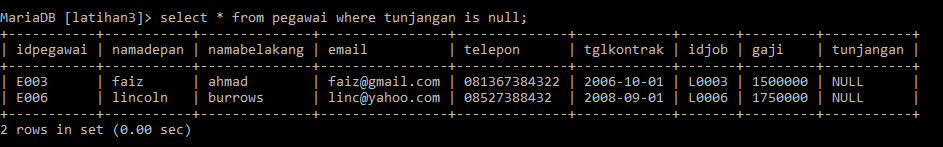 MariaDB [latihan3]> select * from pegawai where tunjangan is null;
+-----------+-----------+--------------+----------------+--------------+------------+-------+---------+-----------+
| idpegawai | namadepan | namabelakang | email          | telepon      | tglkontrak | idjob | gaji    | tunjangan |
+-----------+-----------+--------------+----------------+--------------+------------+-------+---------+-----------+
| E003      | faiz      | ahmad        | faiz@gmail.com | 081367384322 | 2006-10-01 | L0003 | 1500000 | NULL      |
| E006      | lincoln   | burrows      | linc@yahoo.com | 08527388432  | 2008-09-01 | L0006 | 1750000 | NULL      |
+-----------+-----------+--------------+----------------+--------------+------------+-------+---------+-----------+
2 rows in set (0.00 sec)